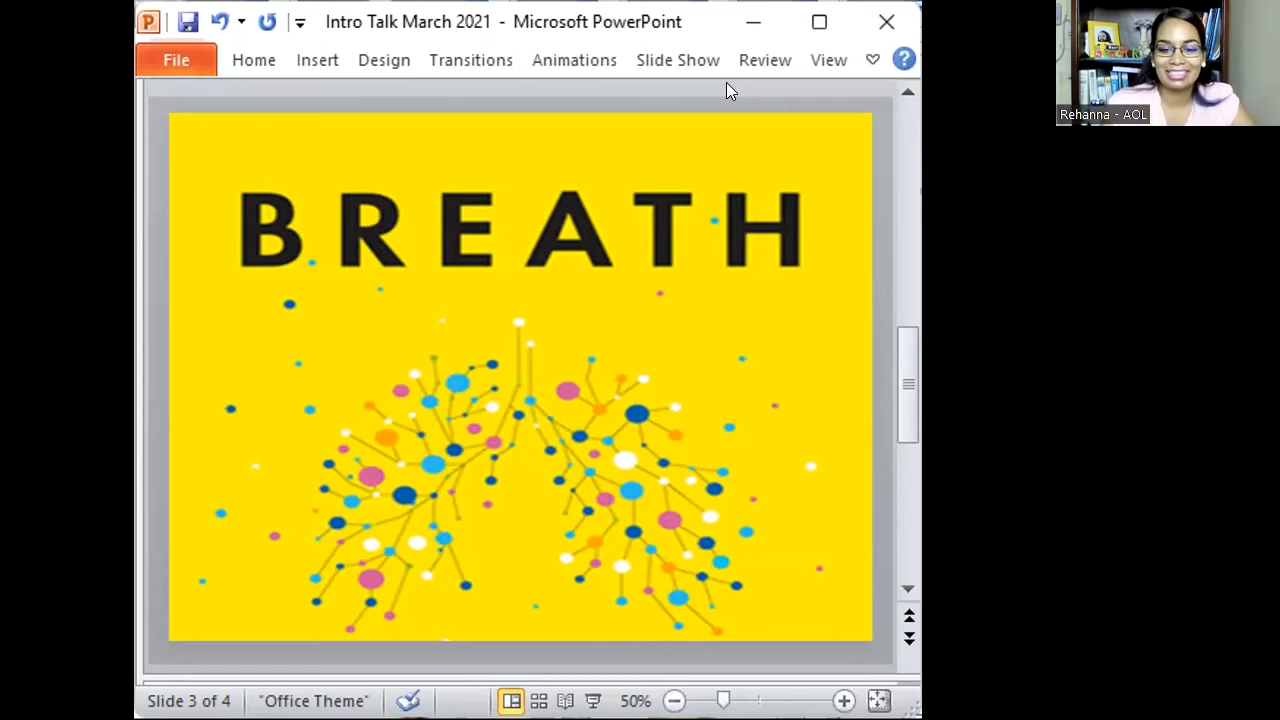 Intro Talk March 2021 - Microsoft PowerPoint
File Home Insert Design Transitions Animations Slide Show Review View
Rehanna - AOL
BREATH
Slide 3 of 4 "Office Theme" 50%